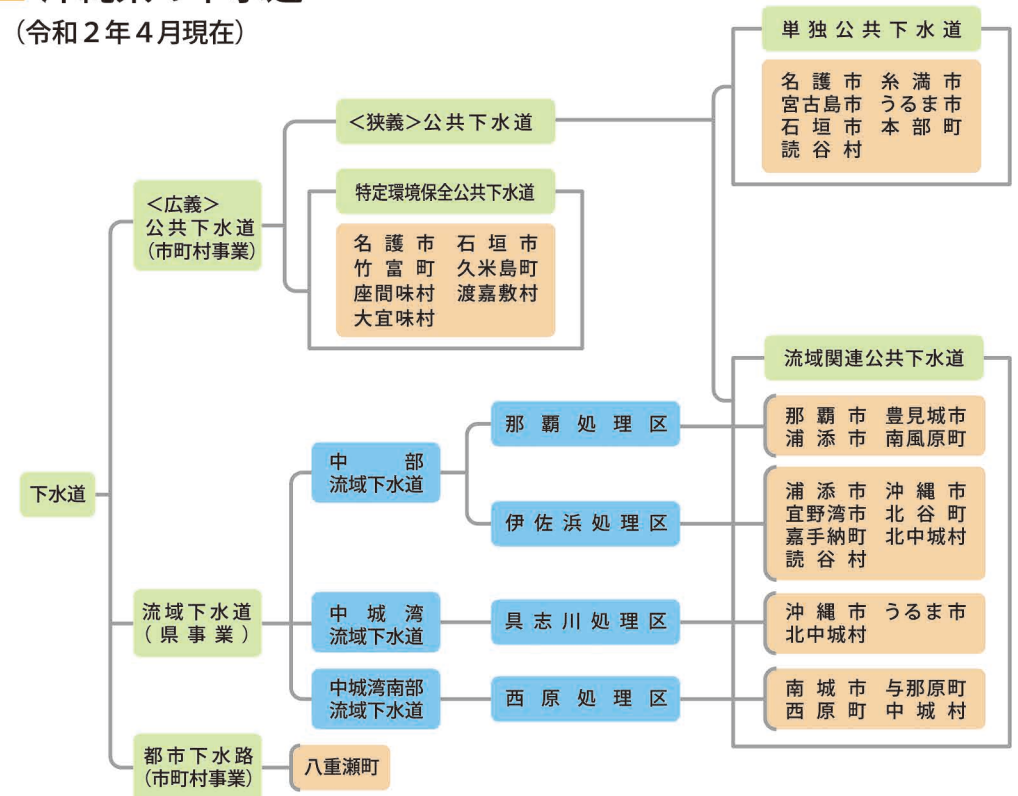 （令和２年４月現在）
単独公共下水道
名護市 糸満市
宮古島市 うるま市
石垣市 本部町
読谷村
＜狭義＞公共下水道
特定環境保全公共下水道
名護市 石垣市
竹富町 久米島町
座間味村 渡嘉敷村
大宜味村
＜広義＞
公共下水道
（市町村事業）
流域関連公共下水道
那覇市 豊見城市
浦添市 南風原町
那覇処理区
中部
流域下水道
伊佐浜処理区
浦添市 沖縄市
宜野湾市 北谷町
嘉手納町 北中城村
読谷村
下水道
流域下水道
（県事業）
中城湾
流域下水道
具志川処理区
沖縄市 うるま市
北中城村
中城湾南部
流域下水道
西原処理区
南城市 与那原町
西原町 中城村
都市下水路
（市町村事業）
八重瀬町